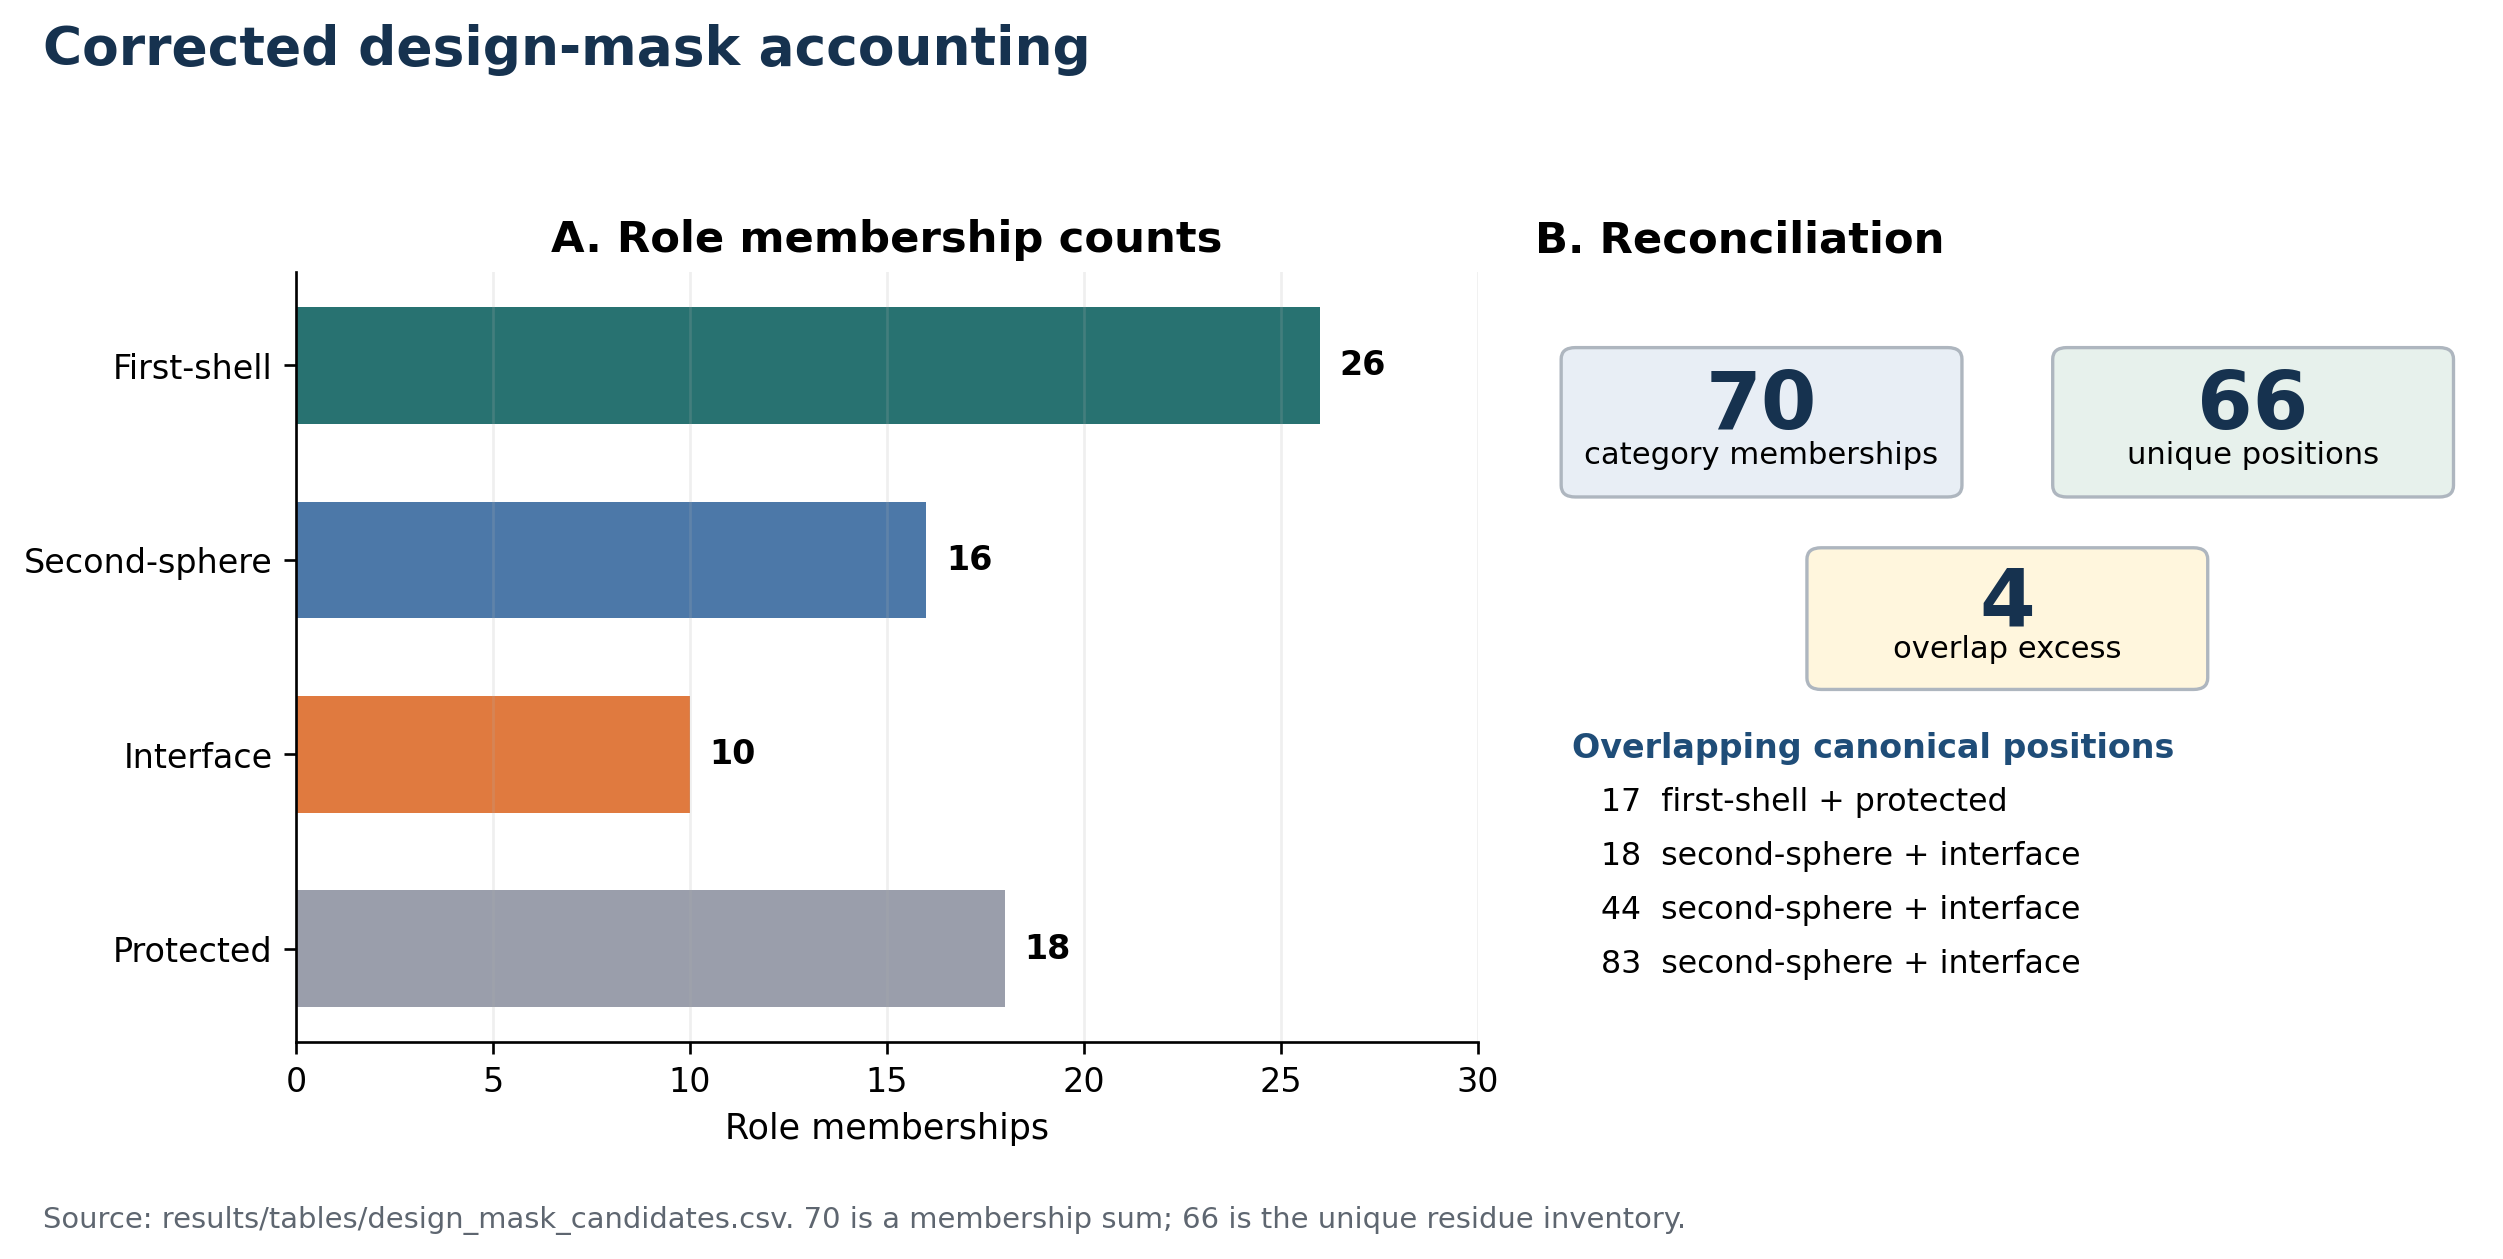 Corrected design-mask accounting
A. Role membership counts
First-shell
26
Second-sphere
16
Interface
10
Protected
18
0 5 10 15 20 25 30
Role memberships
B. Reconciliation
70
category memberships
66
unique positions
4
overlap excess
Overlapping canonical positions
17 first-shell + protected
18 second-sphere + interface
44 second-sphere + interface
83 second-sphere + interface
Source: results/tables/design_mask_candidates.csv. 70 is a membership sum; 66 is the unique residue inventory.